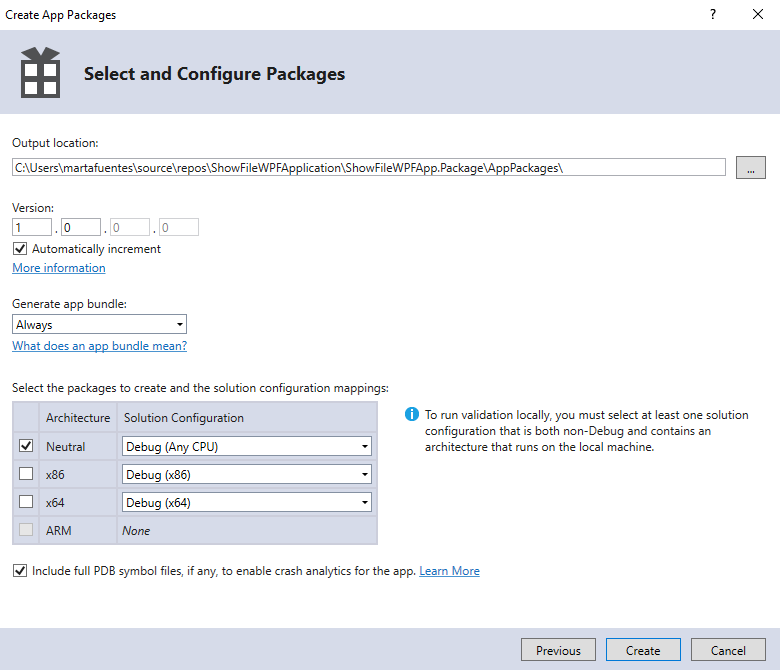 Create App Packages
?
Select and Configure Packages
Output location:
C:\Users\martafuentes\source\repos\ShowFileWPFApplication\ShowFileWPFApp.Package\AppPackages\
...
Version:
1 . 0 . 0 . 0
Automatically increment
More information
Generate app bundle:
Always
What does an app bundle mean?
Select the packages to create and the solution configuration mappings:
Architecture Solution Configuration
Neutral Debug (Any CPU)
x86 Debug (x86)
x64 Debug (x64)
ARM None
To run validation locally, you must select at least one solution
configuration that is both non-Debug and contains an
architecture that runs on the local machine.
Include full PDB symbol files, if any, to enable crash analytics for the app. Learn More
Previous Create Cancel